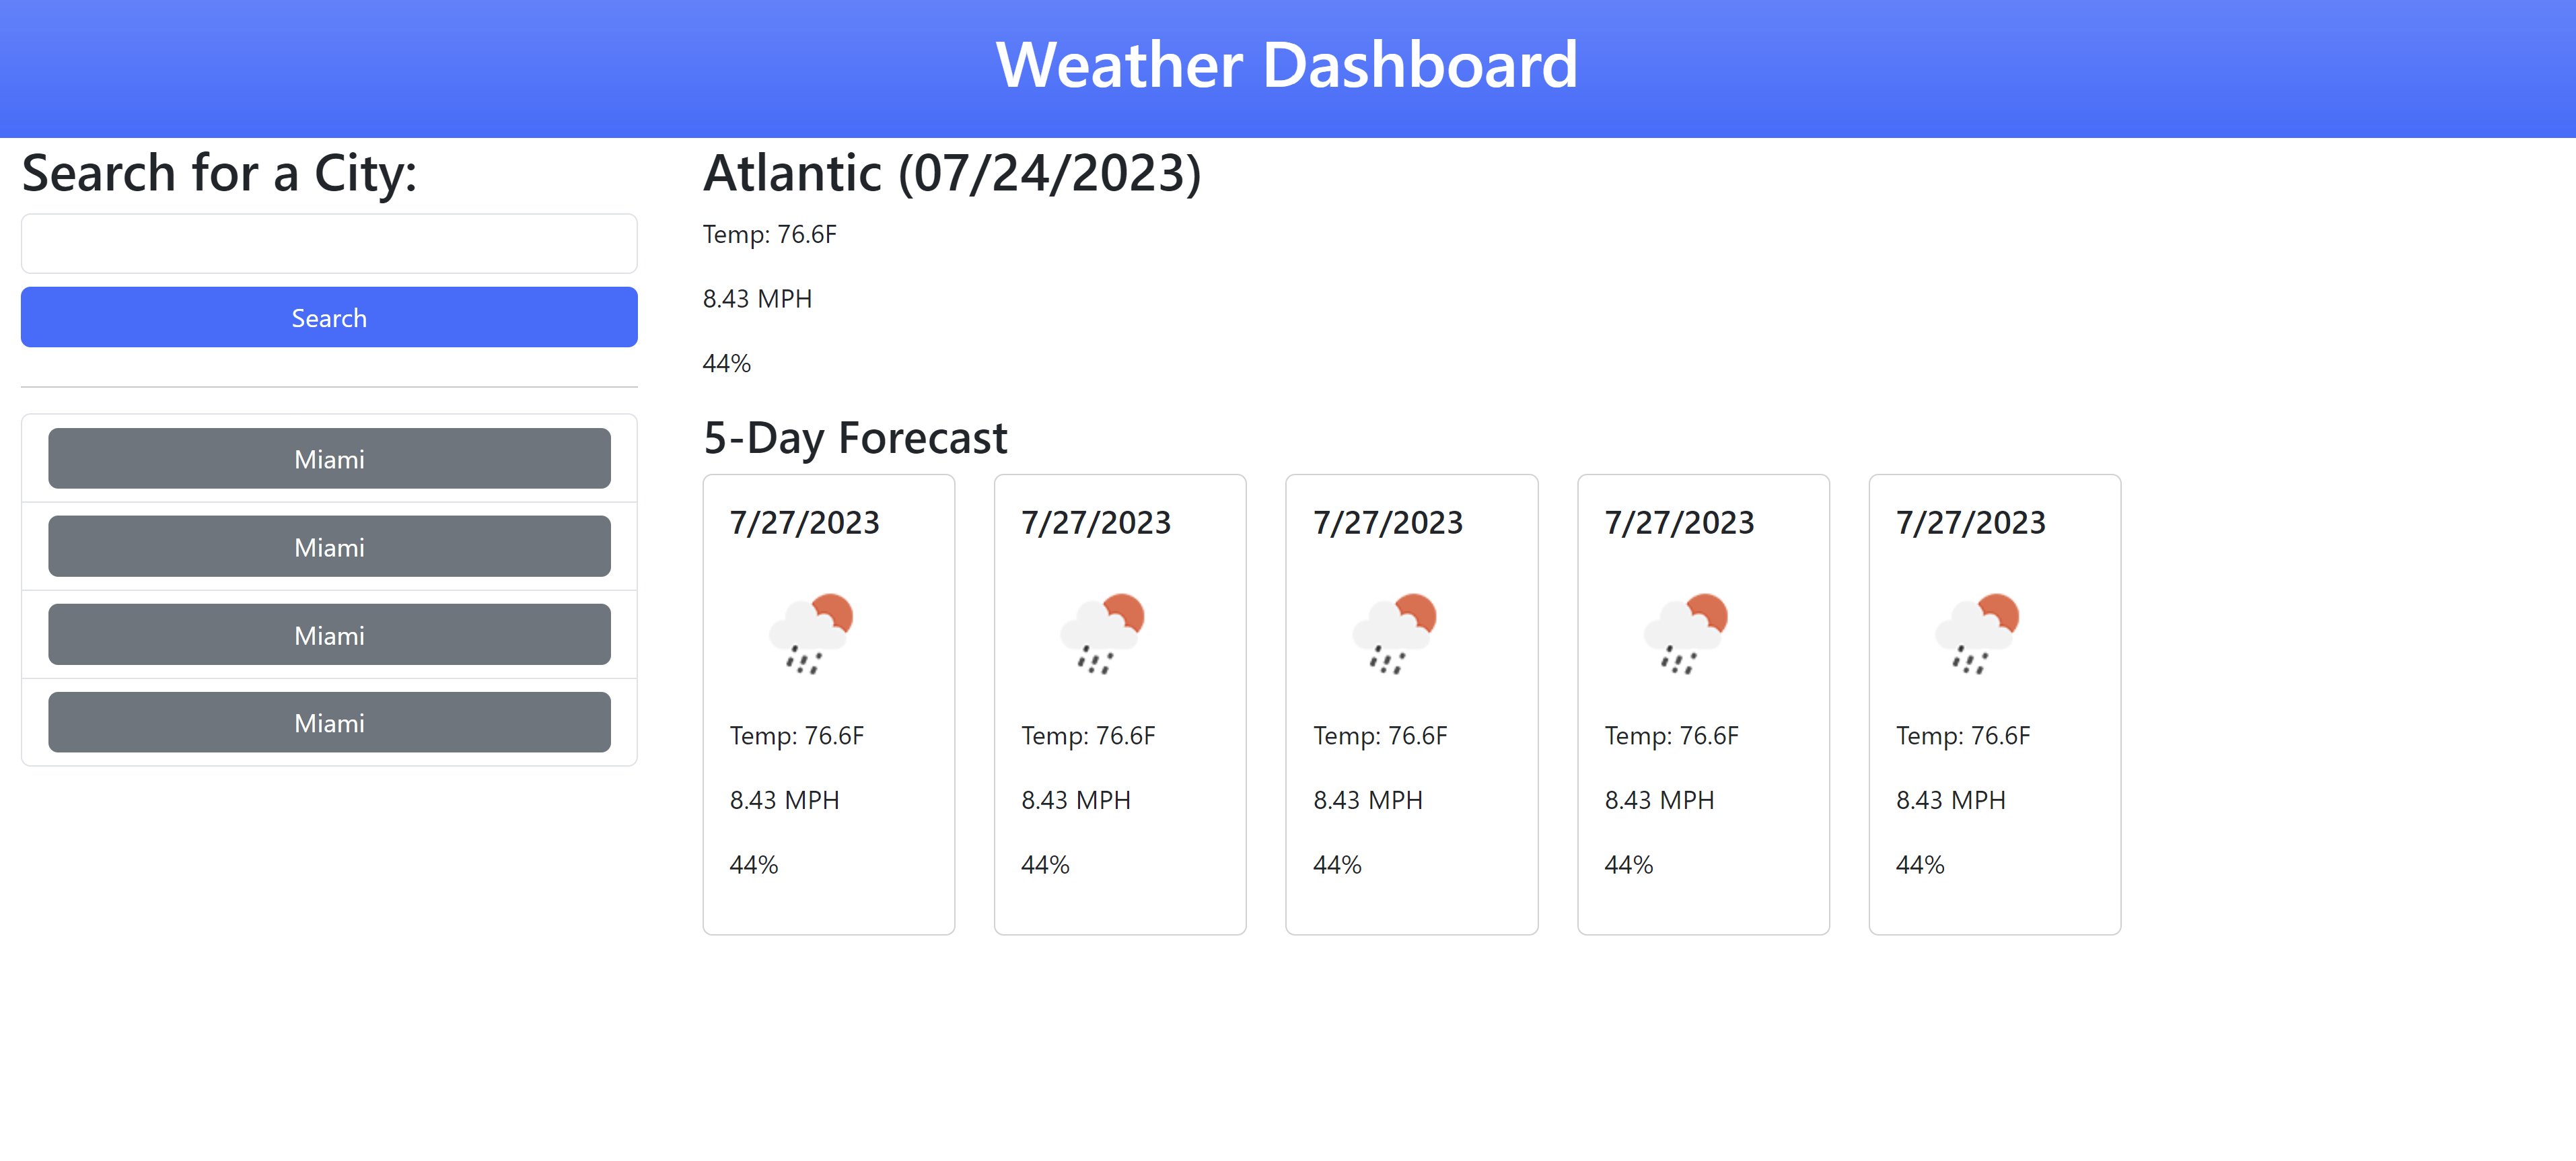 Weather Dashboard
Search for a City:
Search
Miami
Miami
Miami
Miami
Atlantic (07/24/2023)
Temp: 76.6F
8.43 MPH
44%
5-Day Forecast
7/27/2023
Temp: 76.6F
8.43 MPH
44%
7/27/2023
Temp: 76.6F
8.43 MPH
44%
7/27/2023
Temp: 76.6F
8.43 MPH
44%
7/27/2023
Temp: 76.6F
8.43 MPH
44%
7/27/2023
Temp: 76.6F
8.43 MPH
44%